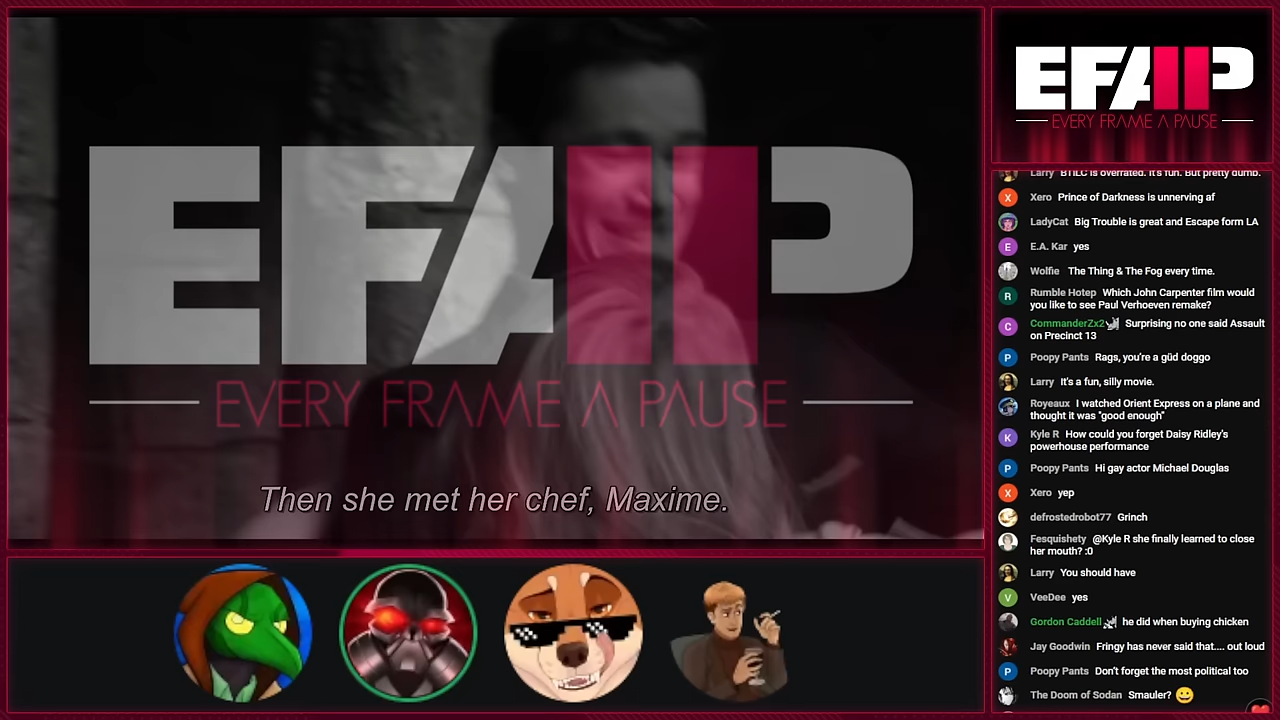 EFAP
EVERY FRAME A PAUSE
Then she met her chef, Maxime.
EFAP
EVERY FRAME A PAUSE
Larry BTILC is overrated. It's fun. But pretty dumb.
X
Xero Prince of Darkness is unnerving af
LadyCat Big Trouble is great and Escape form LA
E
E.A. Kar yes
Wolfie The Thing & The Fog every time.
R
Rumble Hotep Which John Carpenter film would
you like to see Paul Verhoeven remake?
C
CommanderZx2 Surprising no one said Assault
on Precinct 13
P
Poopy Pants Rags, you're a güd doggo
Larry It's a fun, silly movie.
Royeaux I watched Orient Express on a plane and
thought it was "good enough"
K
Kyle R How could you forget Daisy Ridley's
powerhouse performance
P
Poopy Pants Hi gay actor Michael Douglas
X
Xero yep
defrostedrobot77 Grinch
Fesquishety @Kyle R she finally learned to close
her mouth? :0
Larry You should have
V
VeeDee yes
Gordon Caddell he did when buying chicken
Jay Goodwin Fringy has never said that.... out loud
P
Poopy Pants Don't forget the most political too
The Doom of Sodan Smauler? 😀